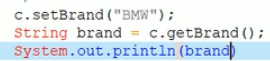 c.setBrand("BMW");
String brand = c.getBrand();
System.out.println(brand)